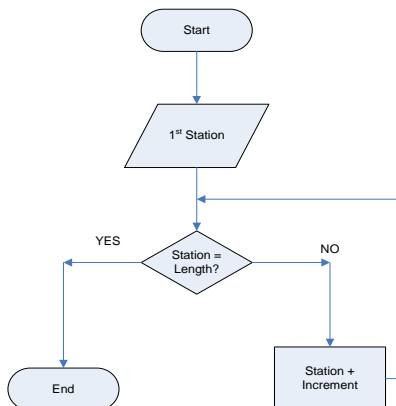 Start
1st Station
YES
Station =
Length?
NO
Station +
Increment
End